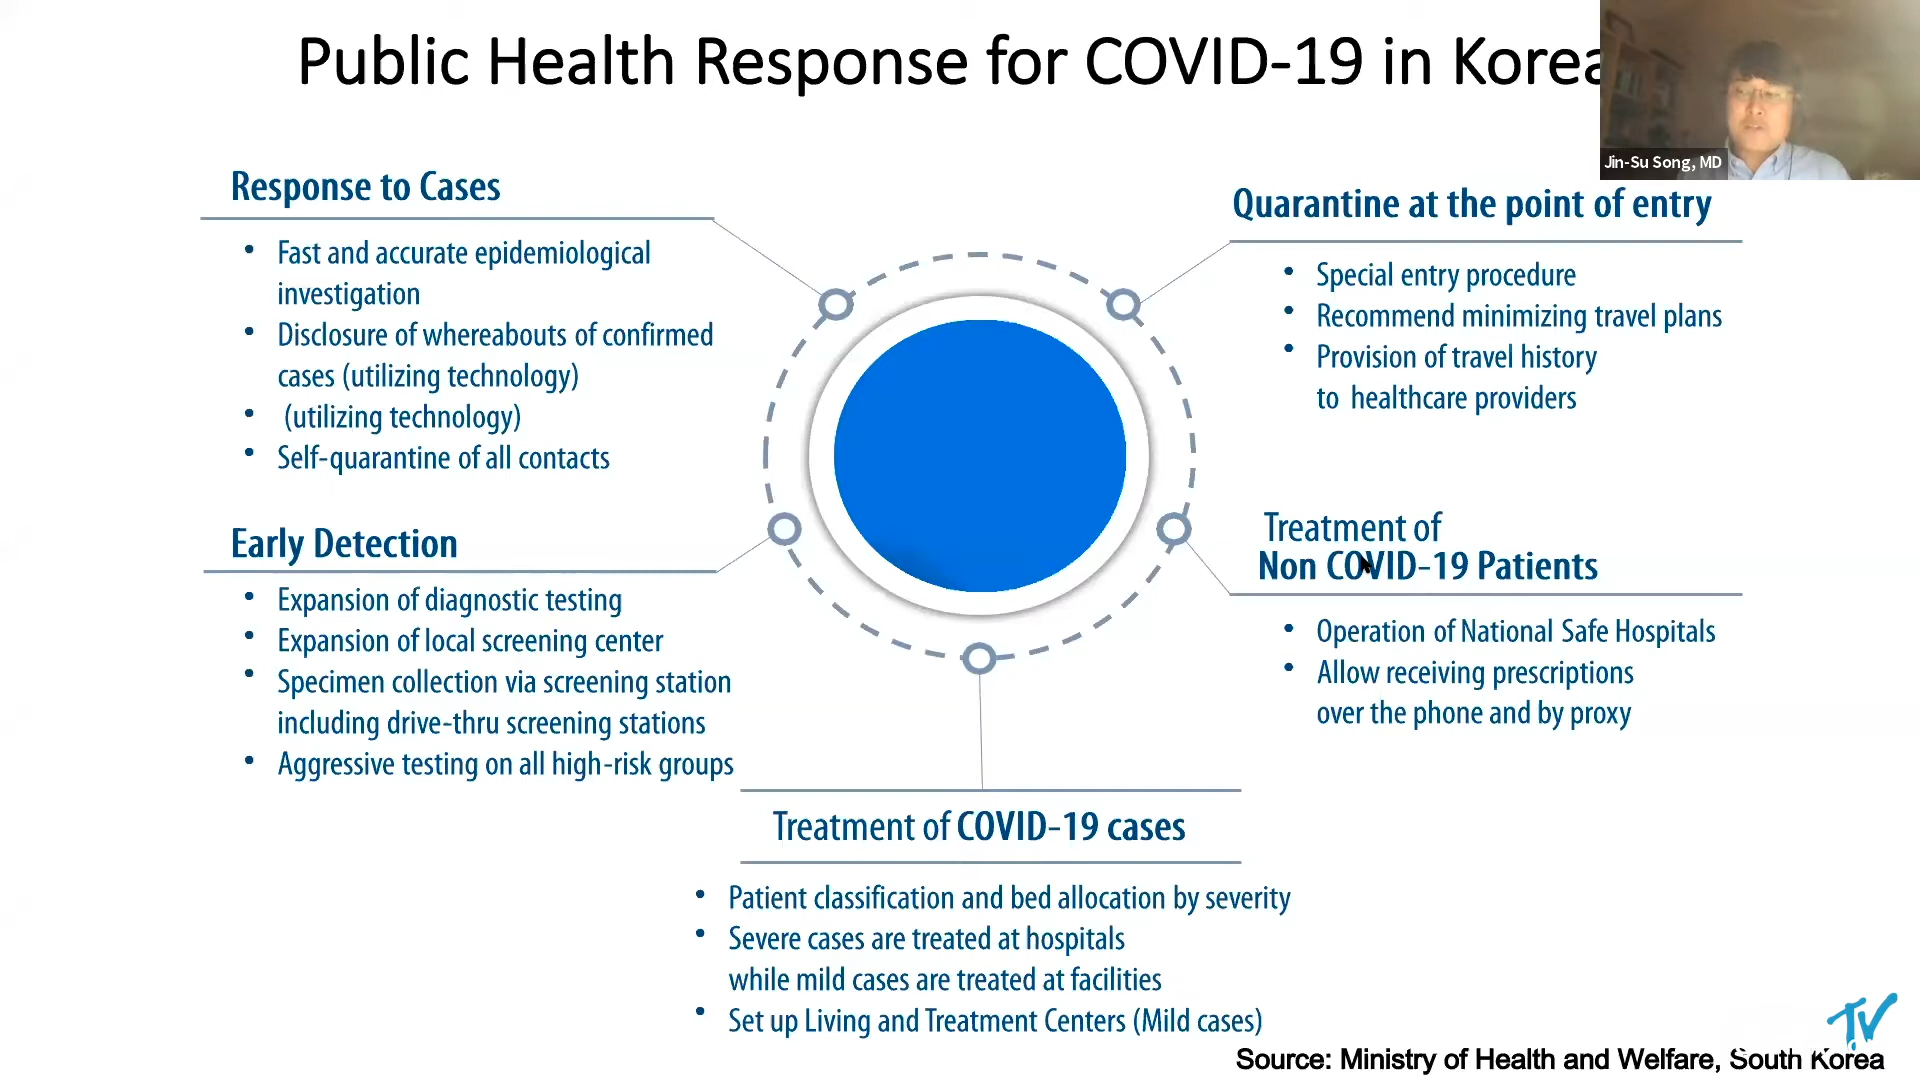 Public Health Response for COVID-19 in Korea
Jin-Su Song, MD
Response to Cases
• Fast and accurate epidemiological
investigation
• Disclosure of whereabouts of confirmed
cases (utilizing technology)
• (utilizing technology)
• Self-quarantine of all contacts
Early Detection
• Expansion of diagnostic testing
• Expansion of local screening center
• Specimen collection via screening station
including drive-thru screening stations
• Aggressive testing on all high-risk groups
Quarantine at the point of entry
• Special entry procedure
• Recommend minimizing travel plans
• Provision of travel history
to healthcare providers
Treatment of
Non COVID-19 Patients
• Operation of National Safe Hospitals
• Allow receiving prescriptions
over the phone and by proxy
Treatment of COVID-19 cases
• Patient classification and bed allocation by severity
• Severe cases are treated at hospitals
while mild cases are treated at facilities
• Set up Living and Treatment Centers (Mild cases)
TV
Source: Ministry of Health and Welfare, South Korea